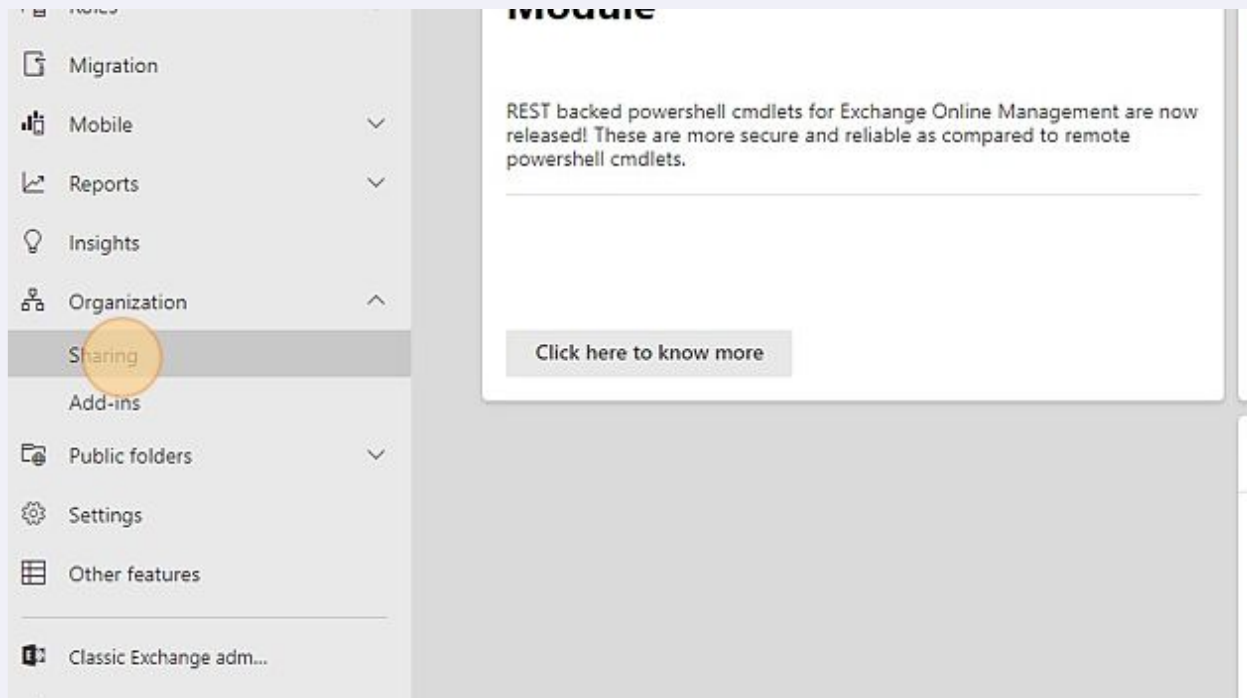 Roles
Migration
Mobile
Reports
Insights
Organization
Sharing
Add-ins
Public folders
Settings
Other features
Classic Exchange adm...
Module
REST backed powershell cmdlets for Exchange Online Management are now
released! These are more secure and reliable as compared to remote
powershell cmdlets.
Click here to know more